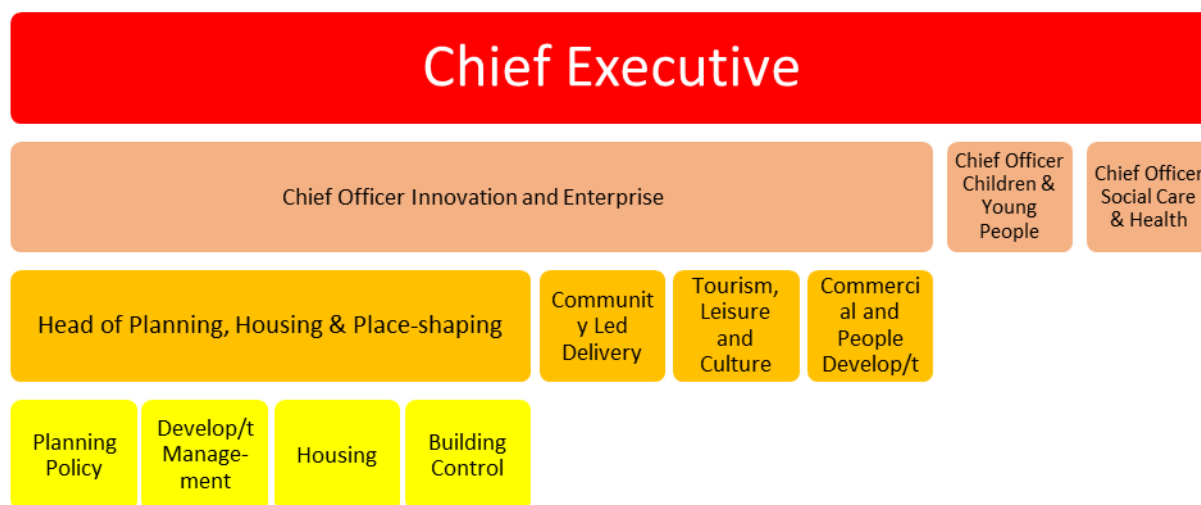 Chief Executive
Chief Officer Innovation and Enterprise
Chief Officer
Children &
Young
People
Chief Officer
Social Care
& Health
Head of Planning, Housing & Place-shaping
Communit
y Led
Delivery
Tourism,
Leisure
and
Culture
Commerci
al and
People
Develop/t
Planning
Policy
Develop/t
Manage-
ment
Housing
Building
Control